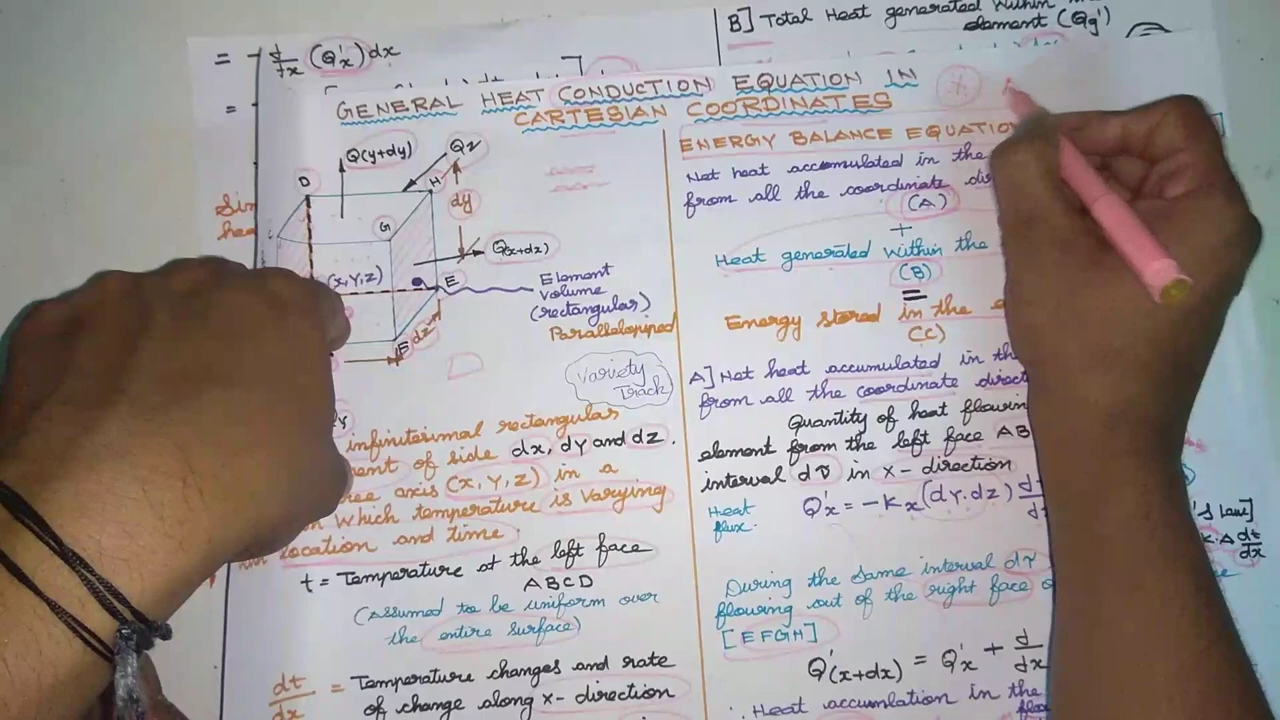 = - d/dx (Q'x) dx
=
B] Total Heat generated within
element (Qg')
GENERAL HEAT CONDUCTION EQUATION IN
CARTESIAN COORDINATES
Q(y+dy)
Qz
D
H
dy
G
Q(x+dx)
(x,Y,Z)
E
Element
volume
(rectangular)
Parallelopiped
dz
F
Variety
Track
infiniterimal rectangular
of side dx, dy and dz.
axis (x, Y, Z) in a
which temperature is varying
location and time.
t = Temperature at the left face
ABCD
(Assumed to be uniform over
the entire surface)
dt/dx = Temperature changes and rate
of change along x- direction
ENERGY BALANCE EQUATION
Net heat accumulated in the
from all the coordinate
(A)
+
Heat generated within the
(B)
=
Energy stored in the
(C)
A] Net heat accumulated in the
from all the coordinate
Quantity of heat
element from the left face
interval dτ in x - direction
Heat
flux.
Q'x = -Kx (dy.dz)
During the same interval dτ
flowing out of the right face
[EFGH]
Q'(x+dx) = Q'x + d/dx
∴ Heat accumlation in the
K.A dt/dx